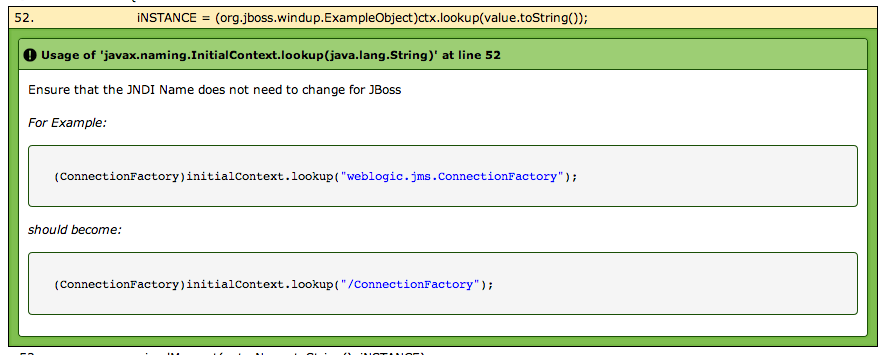 52. iNSTANCE = (org.jboss.windup.ExampleObject)ctx.lookup(value.toString());
Usage of 'javax.naming.InitialContext.lookup(java.lang.String)' at line 52
Ensure that the JNDI Name does not need to change for JBoss
For Example:
(ConnectionFactory)initialContext.lookup("weblogic.jms.ConnectionFactory");
should become:
(ConnectionFactory)initialContext.lookup("/ConnectionFactory");